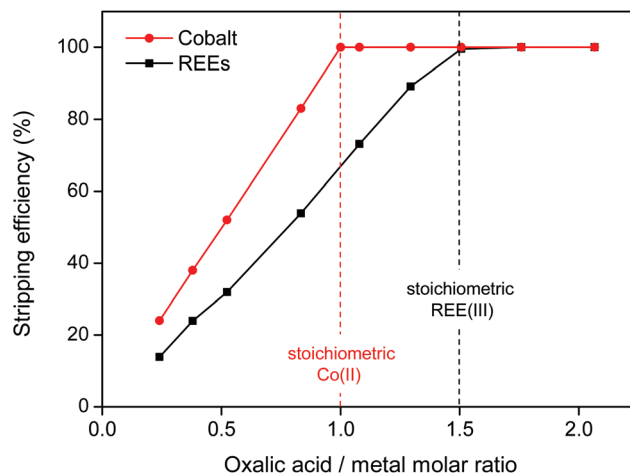 Cobalt
REEs
Stripping efficiency (%)
100
80
60
40
20
0
stoichiometric
REE(III)
stoichiometric
Co(II)
0.0
0.5
1.0
1.5
2.0
Oxalic acid / metal molar ratio